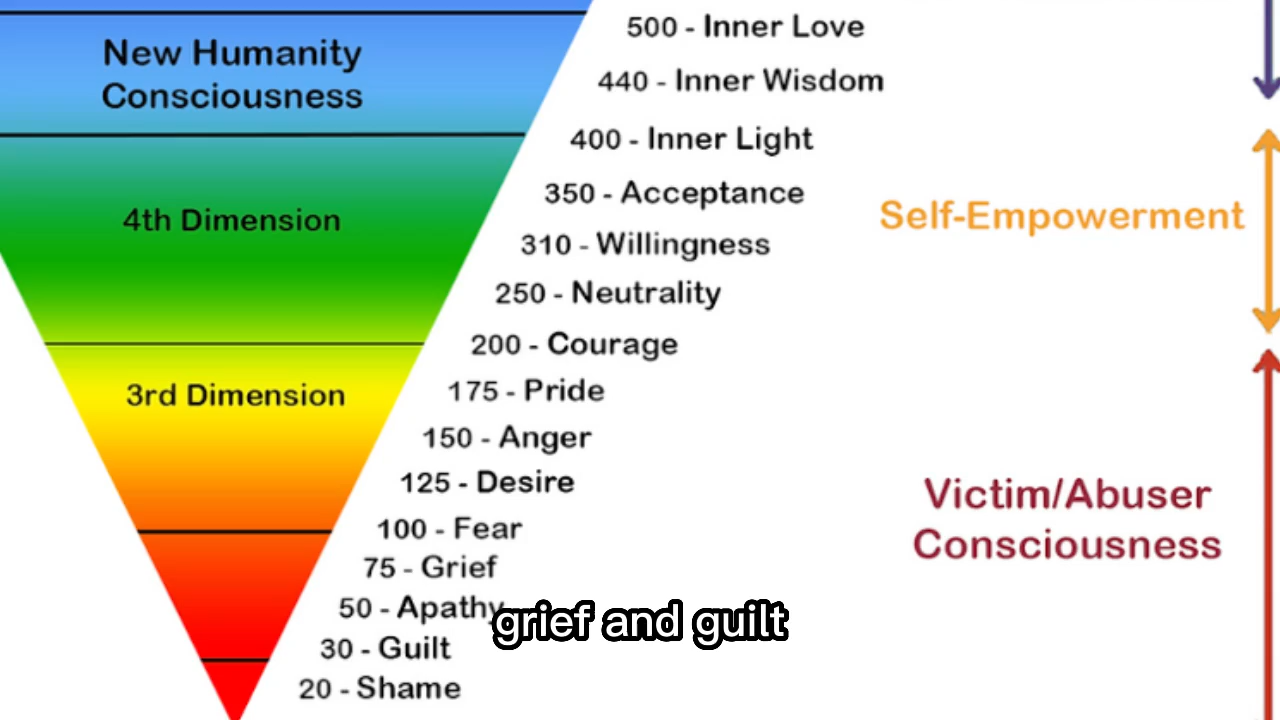 New Humanity
Consciousness
4th Dimension
3rd Dimension
500 - Inner Love
440 - Inner Wisdom
400 - Inner Light
350 - Acceptance
310 - Willingness
250 - Neutrality
200 - Courage
175 - Pride
150 - Anger
125 - Desire
100 - Fear
75 - Grief
50 - Apathy
30 - Guilt
20 - Shame
Self-Empowerment
Victim/Abuser
Consciousness
grief and guilt